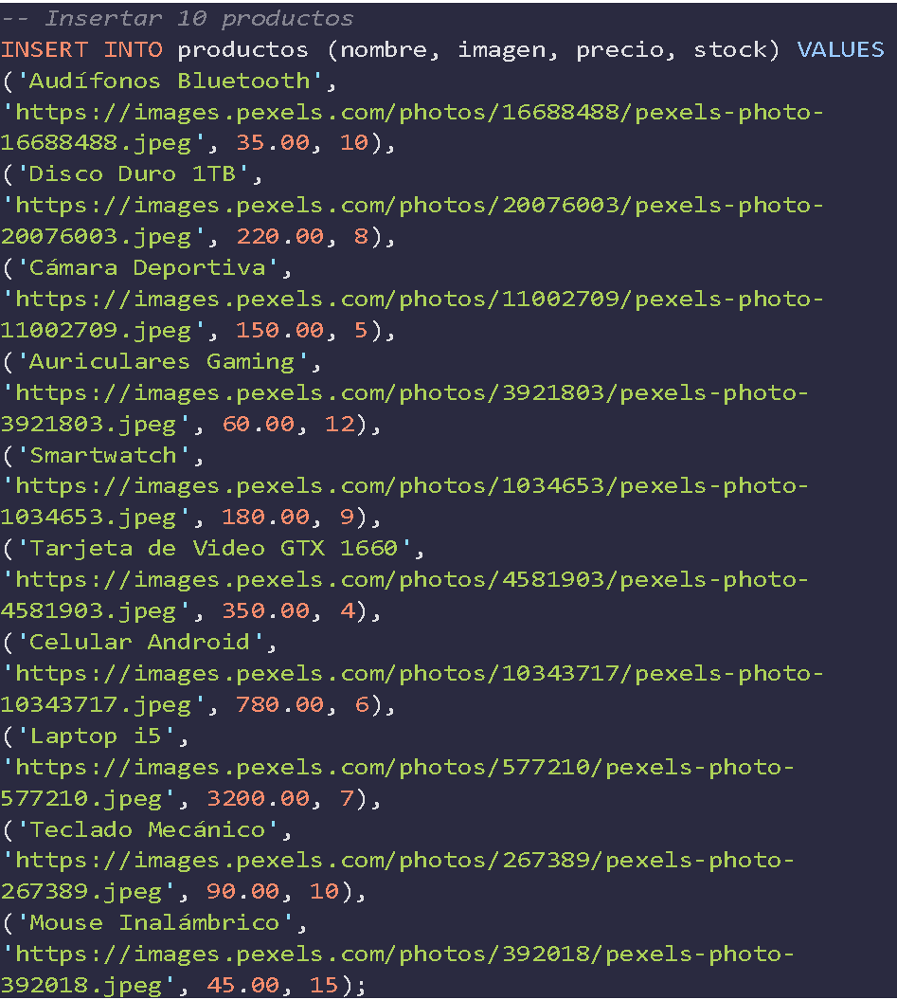 -- Insertar 10 productos
INSERT INTO productos (nombre, imagen, precio, stock) VALUES
('Audífonos Bluetooth',
'https://images.pexels.com/photos/16688488/pexels-photo-
16688488.jpeg', 35.00, 10),
('Disco Duro 1TB',
'https://images.pexels.com/photos/20076003/pexels-photo-
20076003.jpeg', 220.00, 8),
('Cámara Deportiva',
'https://images.pexels.com/photos/11002709/pexels-photo-
11002709.jpeg', 150.00, 5),
('Auriculares Gaming',
'https://images.pexels.com/photos/3921803/pexels-photo-
3921803.jpeg', 60.00, 12),
('Smartwatch',
'https://images.pexels.com/photos/1034653/pexels-photo-
1034653.jpeg', 180.00, 9),
('Tarjeta de Video GTX 1660',
'https://images.pexels.com/photos/4581903/pexels-photo-
4581903.jpeg', 350.00, 4),
('Celular Android',
'https://images.pexels.com/photos/10343717/pexels-photo-
10343717.jpeg', 780.00, 6),
('Laptop i5',
'https://images.pexels.com/photos/577210/pexels-photo-
577210.jpeg', 3200.00, 7),
('Teclado Mecánico',
'https://images.pexels.com/photos/267389/pexels-photo-
267389.jpeg', 90.00, 10),
('Mouse Inalámbrico',
'https://images.pexels.com/photos/392018/pexels-photo-
392018.jpeg', 45.00, 15);